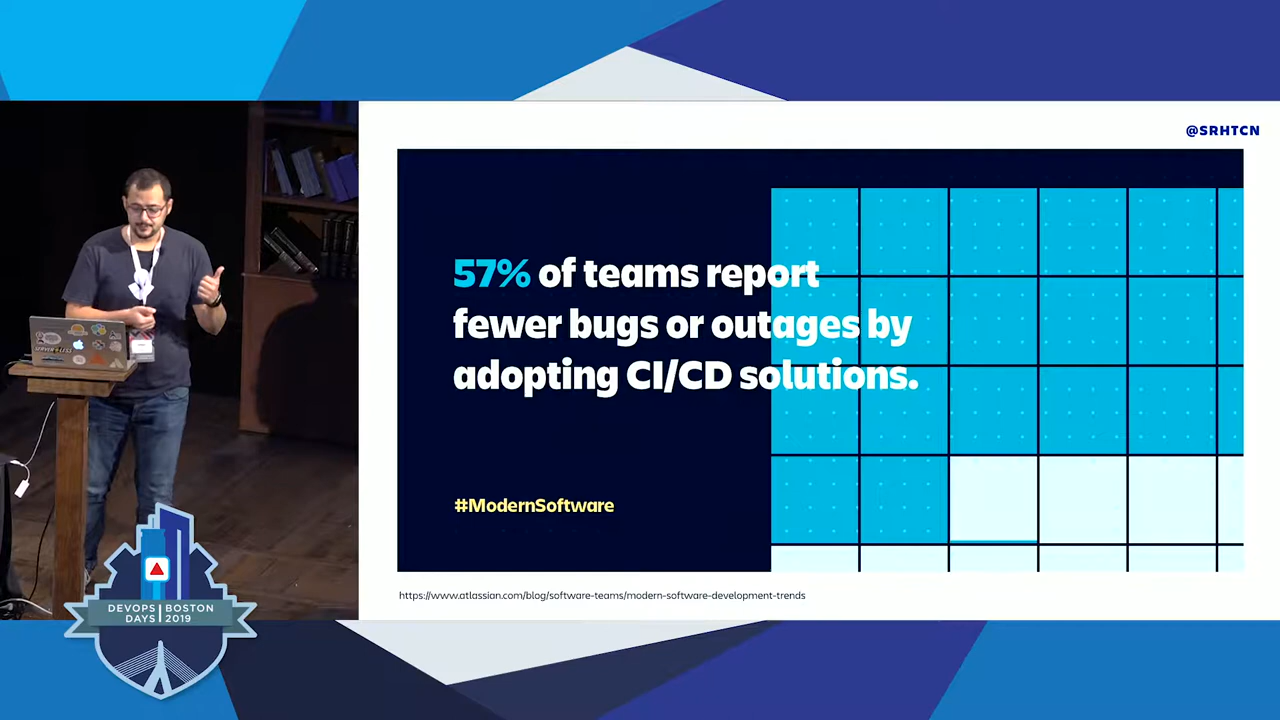 @SRHTCN
57% of teams report
fewer bugs or outages by
adopting CI/CD solutions.
#ModernSoftware
https://www.atlassian.com/blog/software-teams/modern-software-development-trends
DEVOPS | BOSTON
DAYS | 2019